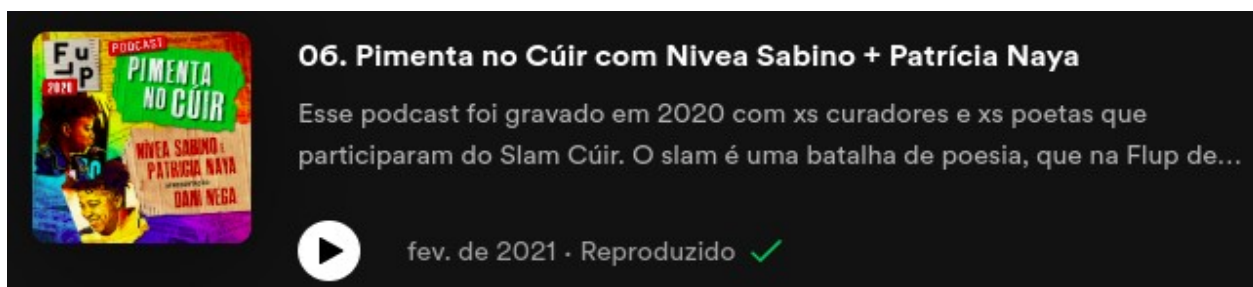 FLUP
2020
PODCAST
PIMENTA
NO CÚIR
NÍVEA SABINO E
PATRICIA NAYA
APRESENTAÇÃO:
DANI NEGA
06. Pimenta no Cúir com Nivea Sabino + Patrícia Naya
Esse podcast foi gravado em 2020 com xs curadores e xs poetas que
participaram do Slam Cúir. O slam é uma batalha de poesia, que na Flup de...
fev. de 2021 · Reproduzido